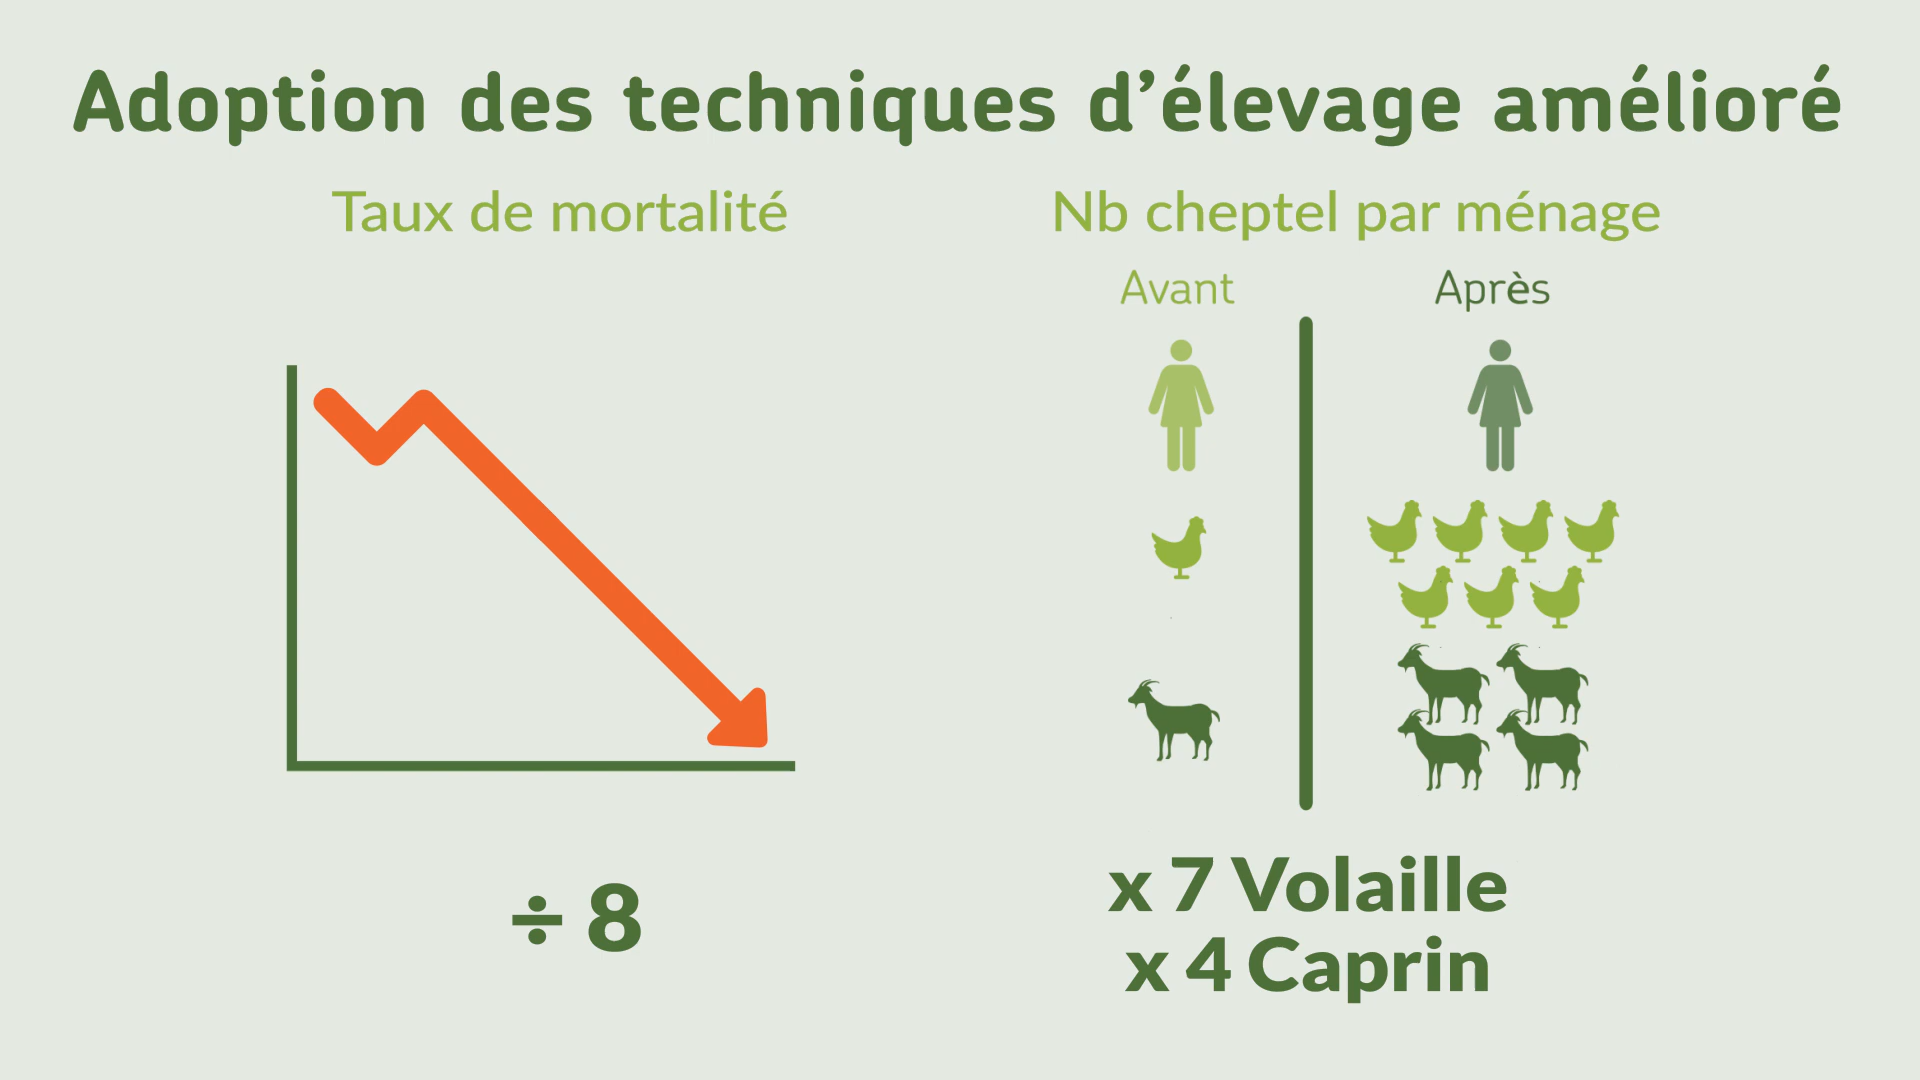 Adoption des techniques d’élevage amélioré
Taux de mortalité
÷ 8
Nb cheptel par ménage
Avant
Après
x 7 Volaille
x 4 Caprin